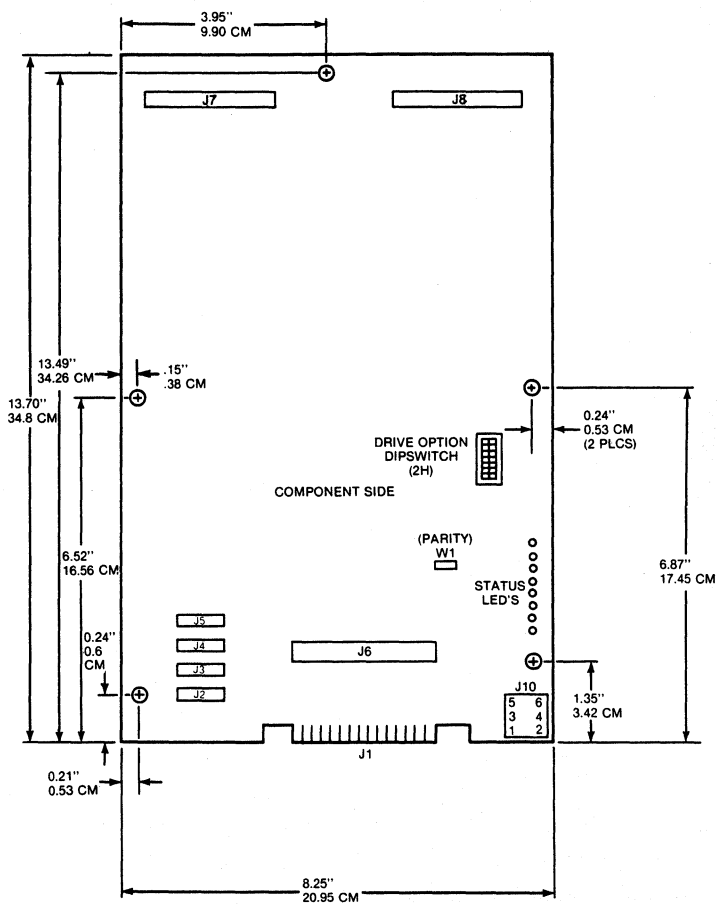 3.95''
9.90 CM
J7
J8
13.49''
34.26 CM
.15''
.38 CM
13.70''
34.8 CM
0.24''
0.53 CM
(2 PLCS)
DRIVE OPTION
DIPSWITCH
(2H)
COMPONENT SIDE
(PARITY)
W1
6.52''
16.56 CM
6.87''
17.45 CM
STATUS
LED'S
J5
0.24''
0.6
CM
J4
J6
J3
J2
J10
5 6
3 4
1 2
1.35''
3.42 CM
J1
0.21''
0.53 CM
8.25''
20.95 CM